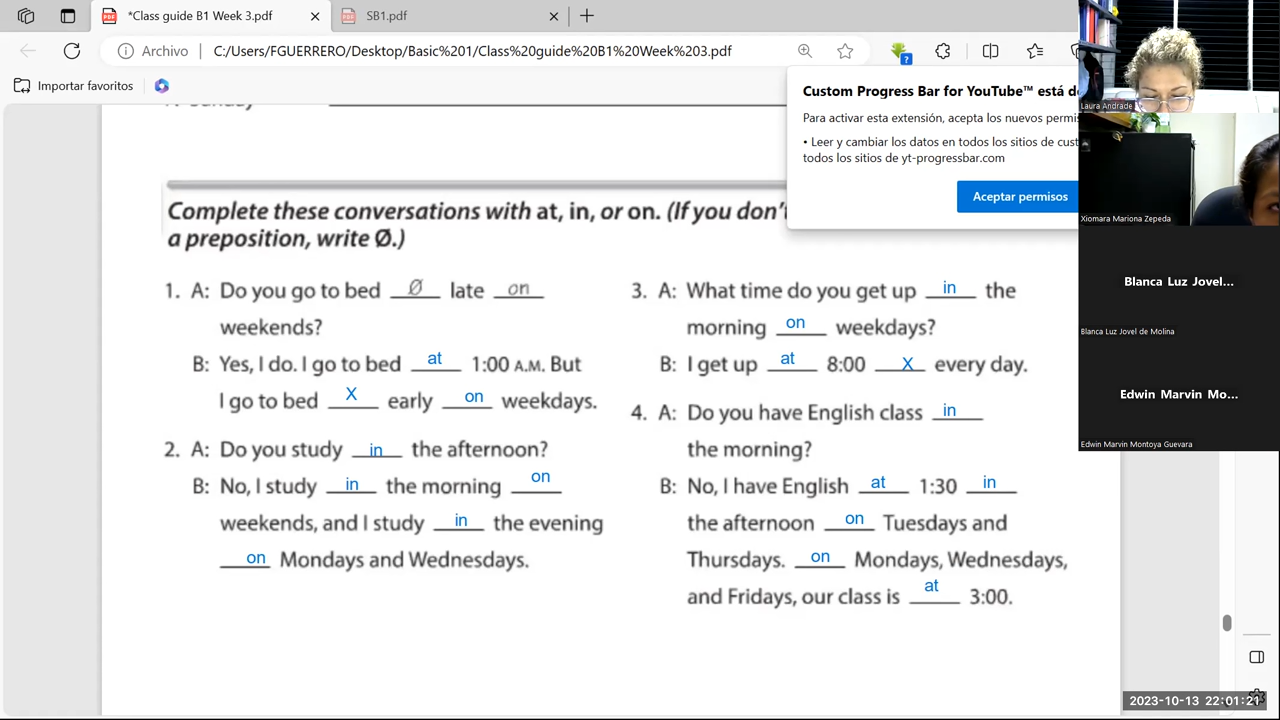 *Class guide B1 Week 3.pdf
SB1.pdf
Archivo
C:/Users/FGUERRERO/Desktop/Basic%201/Class%20guide%20B1%20Week%203.pdf
Importar favoritos
Custom Progress Bar for YouTube™ está
Para activar esta extensión, acepta los nuevos
• Leer y cambiar los datos en todos los sitios de
todos los sitios de yt-progressbar.com
Aceptar permisos
Complete these conversations with at, in, or on. (If you don't
a preposition, write Ø.)
1. A: Do you go to bed Ø late on
weekends?
B: Yes, I do. I go to bed at 1:00 A.M. But
I go to bed X early on weekdays.
2. A: Do you study in the afternoon?
B: No, I study in the morning on
weekends, and I study in the evening
on Mondays and Wednesdays.
3. A: What time do you get up in the
morning on weekdays?
B: I get up at 8:00 X every day.
4. A: Do you have English class in
the morning?
B: No, I have English at 1:30 in
the afternoon on Tuesdays and
Thursdays. on Mondays, Wednesdays,
and Fridays, our class is at 3:00.
Laura Andrade
Xiomara Mariona Zepeda
Blanca Luz Jovel...
Blanca Luz Jovel de Molina
Edwin Marvin Mo...
Edwin Marvin Montoya Guevara
2023-10-13 22:01:21